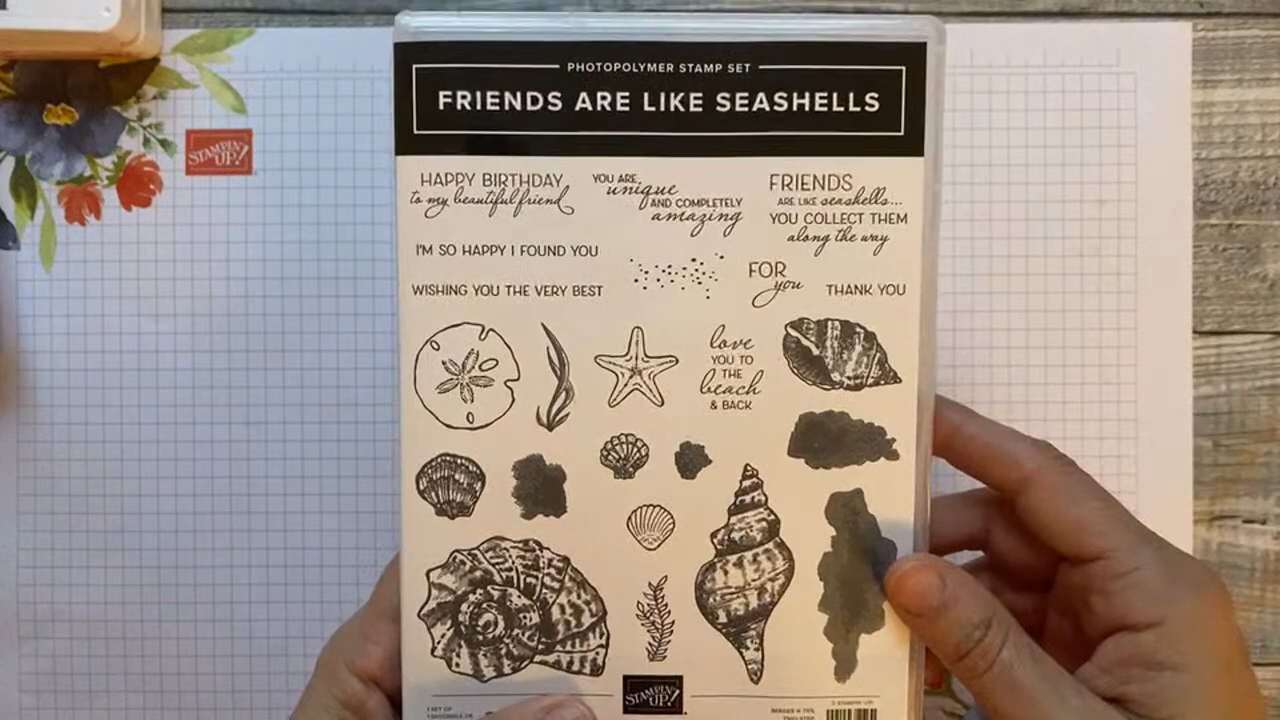 PHOTOPOLYMER STAMP SET
FRIENDS ARE LIKE SEASHELLS
STAMPIN' UP!
HAPPY BIRTHDAY
to my beautiful friend
YOU ARE
unique
AND COMPLETELY
amazing
FRIENDS
ARE LIKE seashells...
YOU COLLECT THEM
along the way
I'M SO HAPPY I FOUND YOU
WISHING YOU THE VERY BEST
FOR
you
THANK YOU
love
YOU TO
THE
beach
& BACK
STAMPIN' UP!